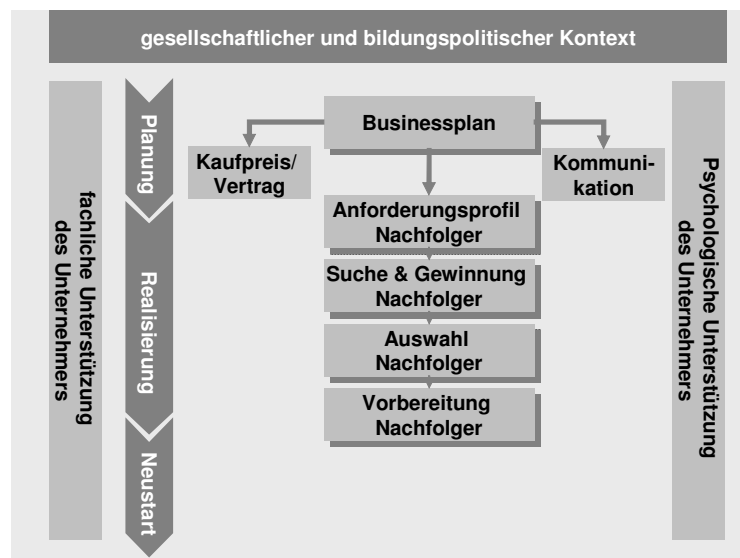 gesellschaftlicher und bildungspolitischer Kontext
fachliche Unterstützung
des Unternehmers
Planung
Realisierung
Neustart
Businessplan
Kaufpreis/
Vertrag
Kommuni-
kation
Anforderungsprofil
Nachfolger
Suche & Gewinnung
Nachfolger
Auswahl
Nachfolger
Vorbereitung
Nachfolger
Psychologische Unterstützung
des Unternehmers